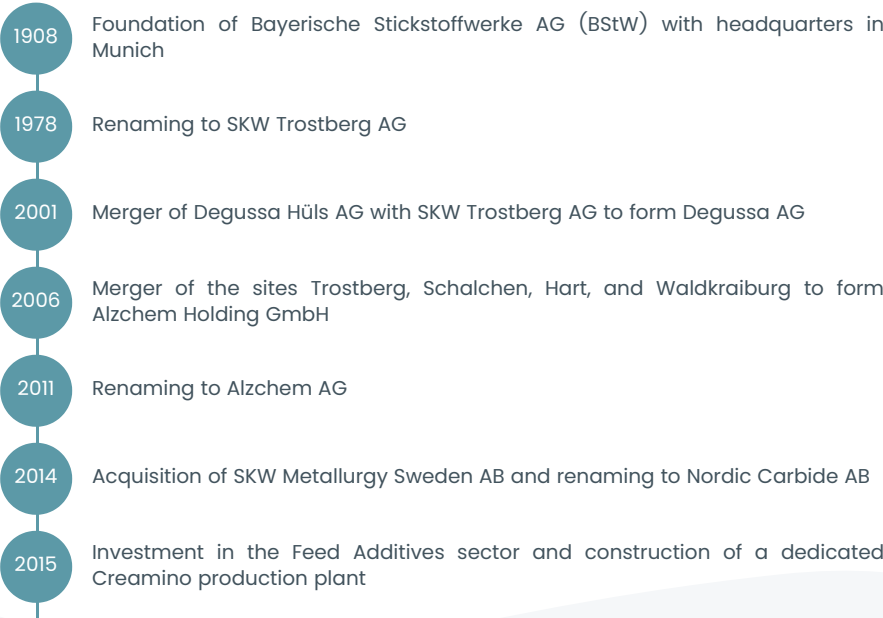 1908
Foundation of Bayerische Stickstoffwerke AG (BStW) with headquarters in
Munich
1978
Renaming to SKW Trostberg AG
2001
Merger of Degussa Hüls AG with SKW Trostberg AG to form Degussa AG
2006
Merger of the sites Trostberg, Schalchen, Hart, and Waldkraiburg to form
Alzchem Holding GmbH
2011
Renaming to Alzchem AG
2014
Acquisition of SKW Metallurgy Sweden AB and renaming to Nordic Carbide AB
2015
Investment in the Feed Additives sector and construction of a dedicated
Creamino production plant